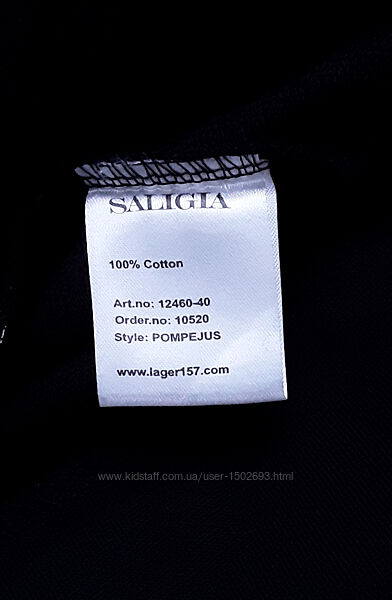 SALIGIA
100% Cotton
Art.no: 12460-40
Order.no: 10520
Style: POMPEJUS
www.lager157.com
www.kidstaff.com.ua/user-1502693.html